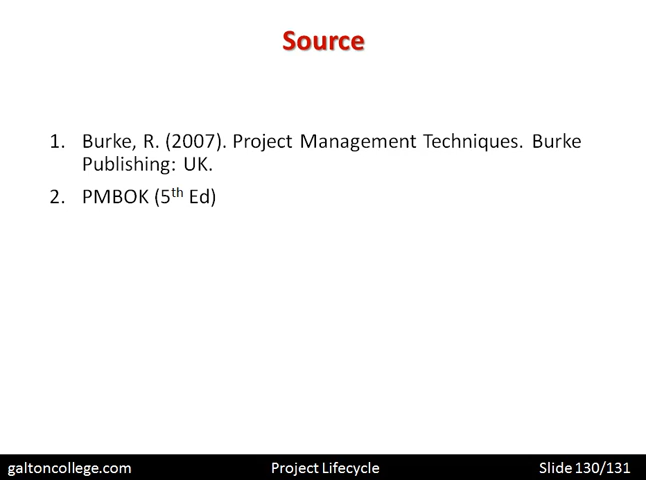 Source
1. Burke, R. (2007). Project Management Techniques. Burke
Publishing: UK.
2. PMBOK (5th Ed)
galtoncollege.com Project Lifecycle Slide 130/131